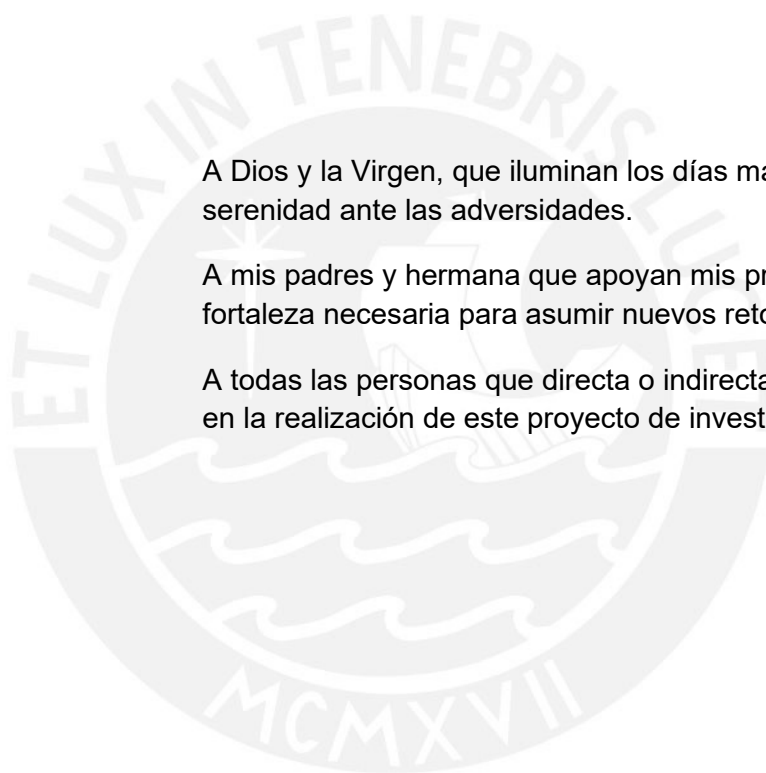 ET LUX IN TENEBRIS LUCET
A Dios y la Virgen, que iluminan los días
serenidad ante las adversidades.
A mis padres y hermana que apoyan mis
fortaleza necesaria para asumir nuevos
A todas las personas que directa o
en la realización de este proyecto de
MCMXVII